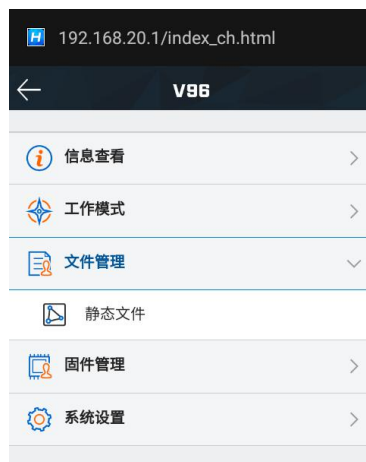 192.168.20.1/index_ch.html
V96
信息查看
工作模式
文件管理
静态文件
固件管理
系统设置